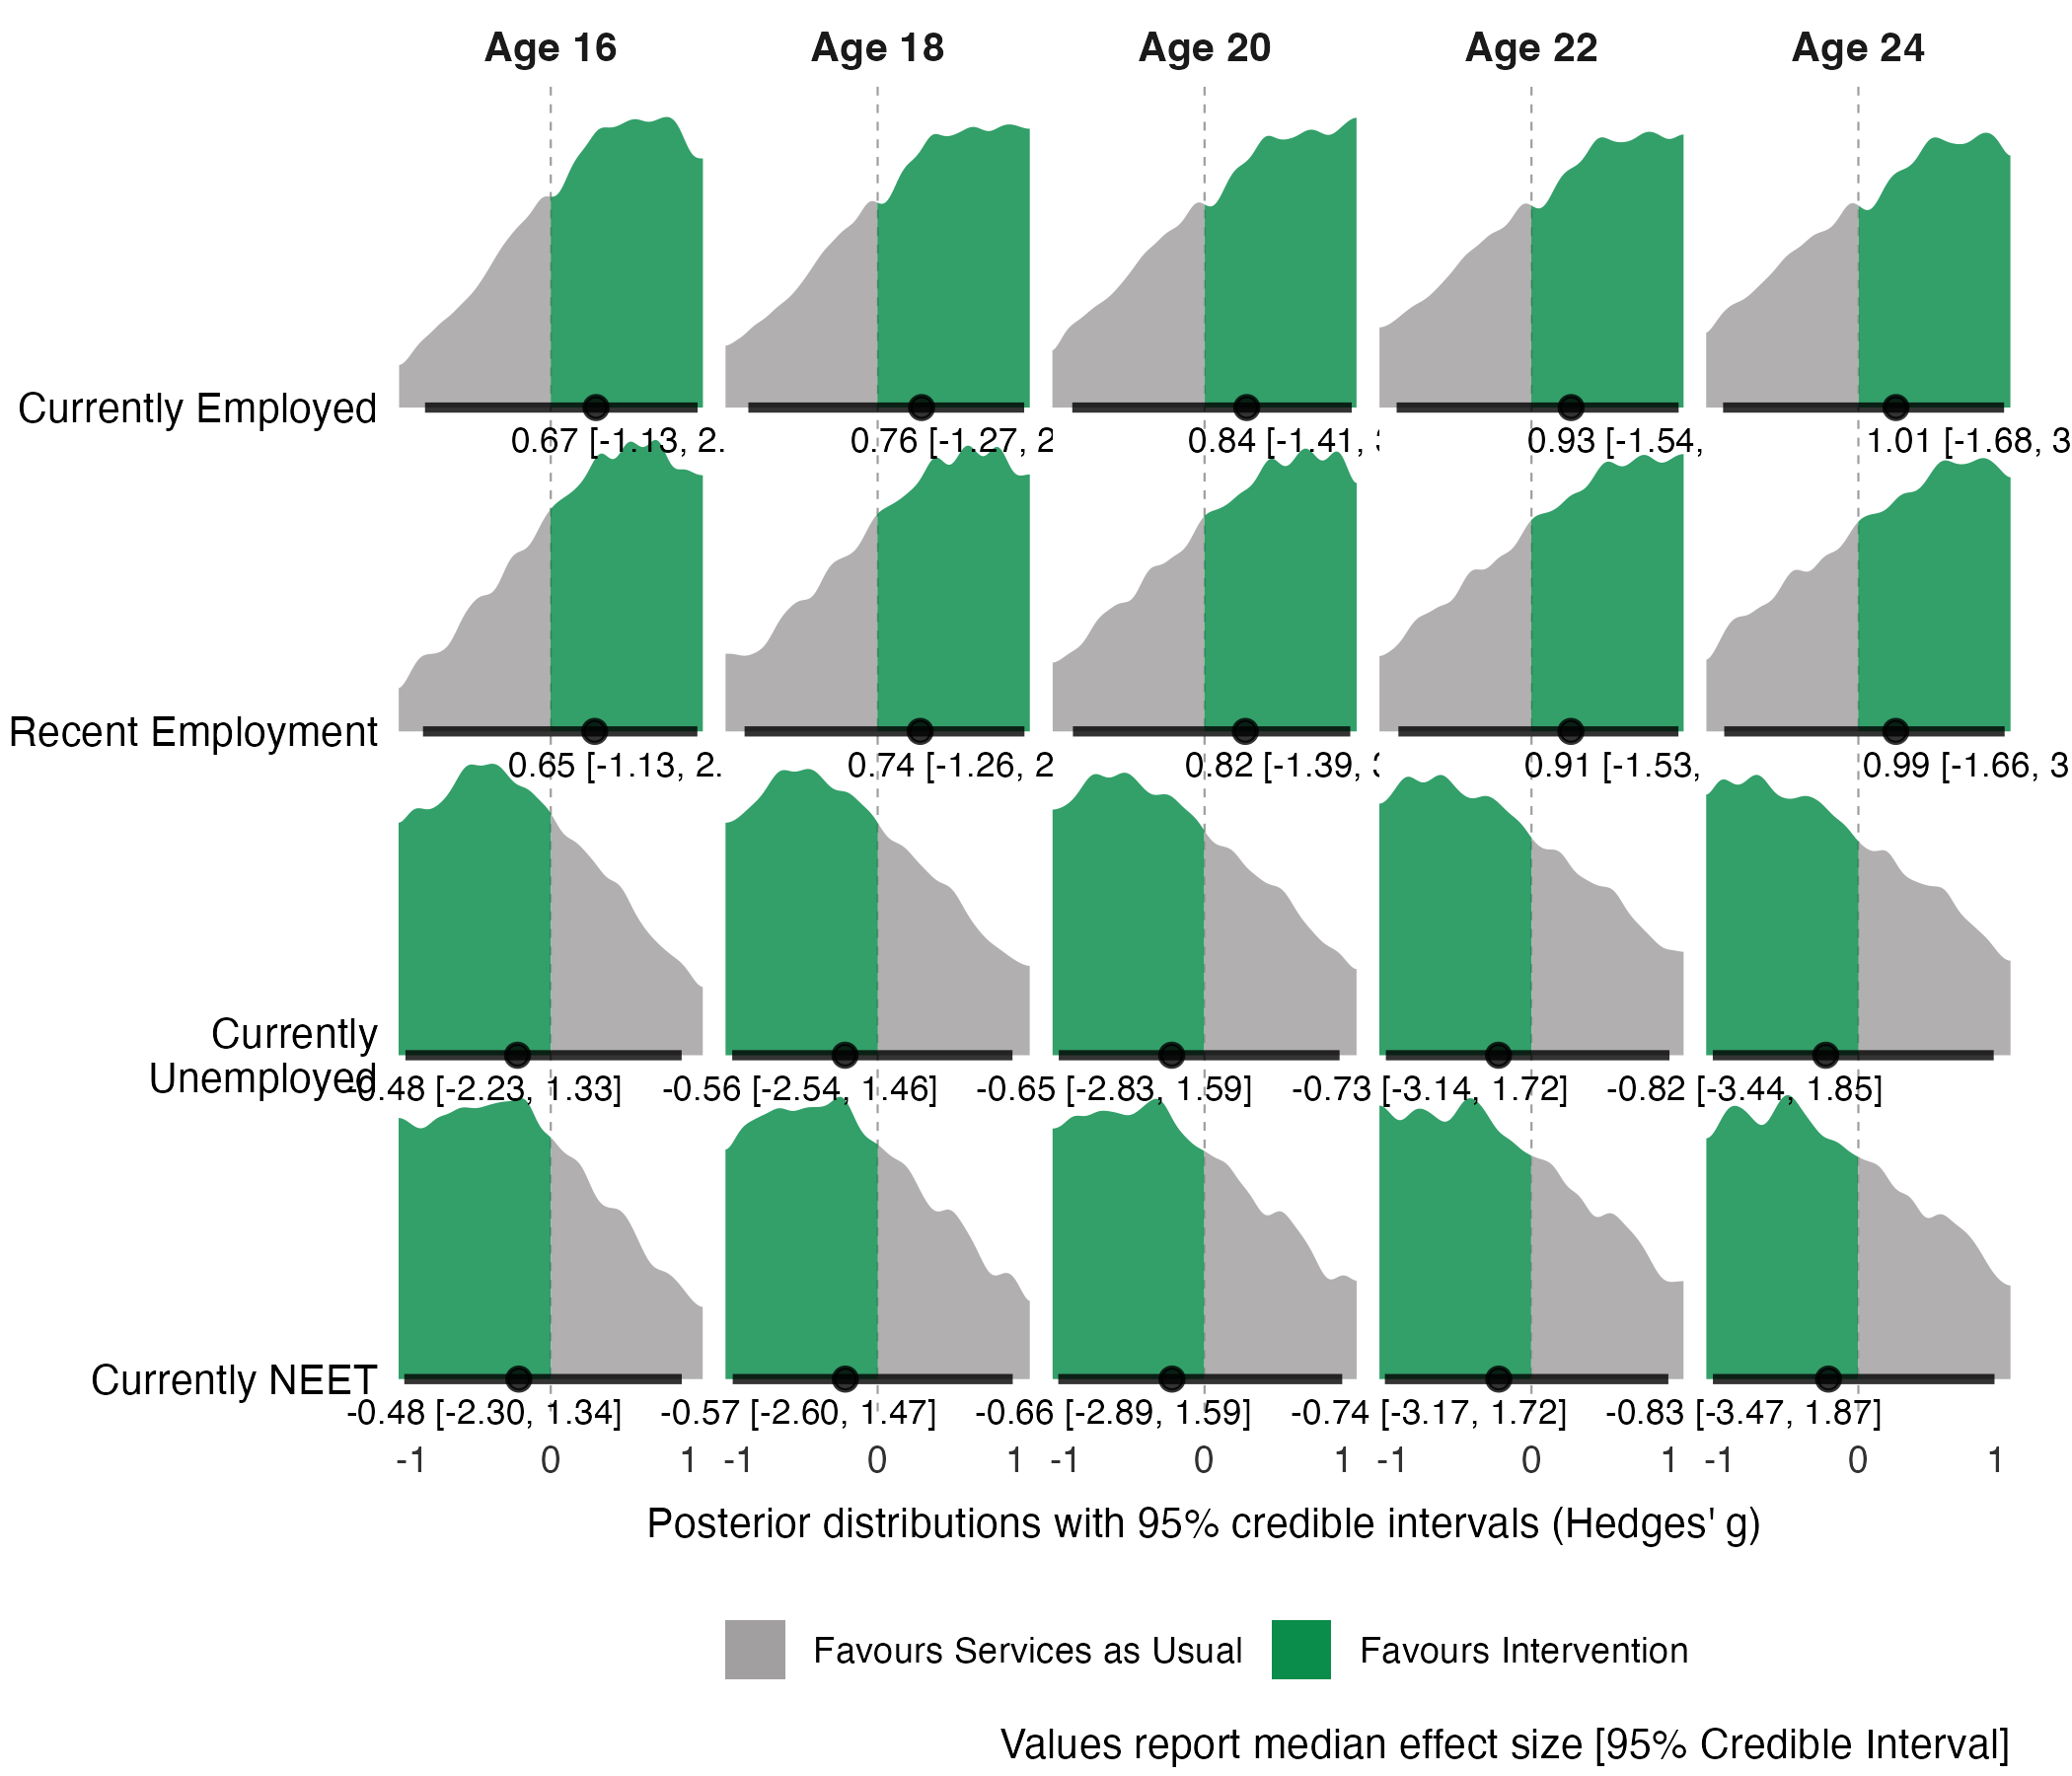 Age 16 Age 18 Age 20 Age 22 Age 24
Currently Employed
0.67 [-1.13, 2. 0.76 [-1.27, 2 0.84 [-1.41, 0.93 [-1.54, 1.01 [-1.68, 3
Recent Employment
0.65 [-1.13, 2. 0.74 [-1.26, 2 0.82 [-1.39, 0.91 [-1.53, 0.99 [-1.66, 3
Currently
Unemployed
-0.48 [-2.23, 1.33] -0.56 [-2.54, 1.46] -0.65 [-2.83, 1.59] -0.73 [-3.14, 1.72] -0.82 [-3.44, 1.85]
Currently NEET
-0.48 [-2.30, 1.34] -0.57 [-2.60, 1.47] -0.66 [-2.89, 1.59] -0.74 [-3.17, 1.72] -0.83 [-3.47, 1.87]
-1 0 1 -1 0 1 -1 0 1 -1 0 1 -1 0 1
Posterior distributions with 95% credible intervals (Hedges' g)
Favours Services as Usual Favours Intervention
Values report median effect size [95% Credible Interval]